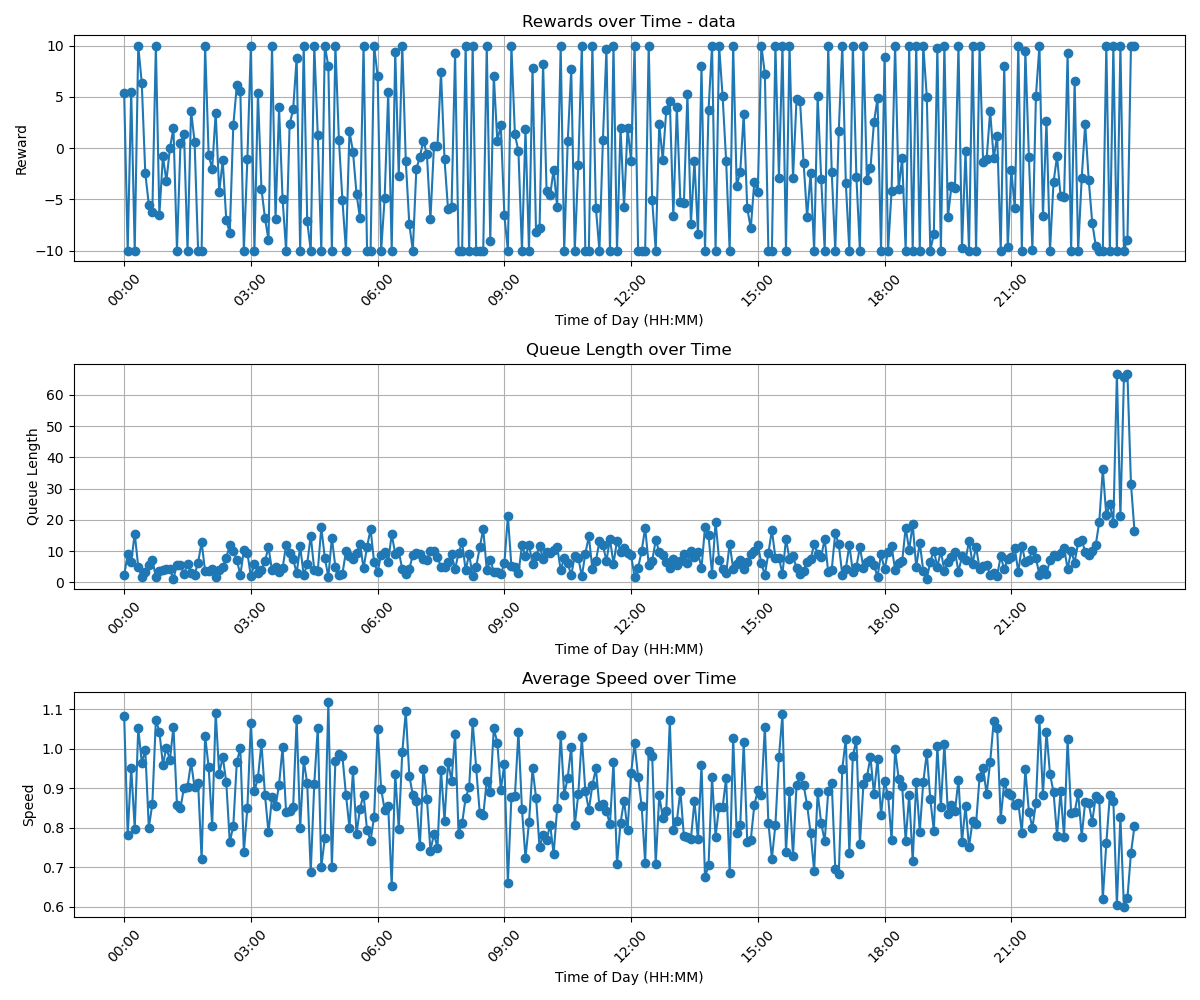 Rewards over Time - data
10
5
0
−5
−10
Reward
00:00 03:00 06:00 09:00 12:00 15:00 18:00 21:00
Time of Day (HH:MM)
Queue Length over Time
60
50
40
30
20
10
0
Queue Length
00:00 03:00 06:00 09:00 12:00 15:00 18:00 21:00
Time of Day (HH:MM)
Average Speed over Time
1.1
1.0
0.9
0.8
0.7
0.6
Speed
00:00 03:00 06:00 09:00 12:00 15:00 18:00 21:00
Time of Day (HH:MM)